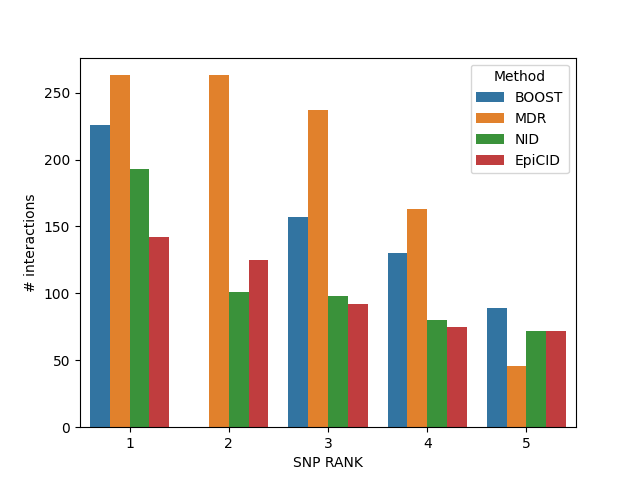 Method
BOOST
MDR
NID
EpiCID
# interactions
250
200
150
100
50
0
1 2 3 4 5
SNP RANK